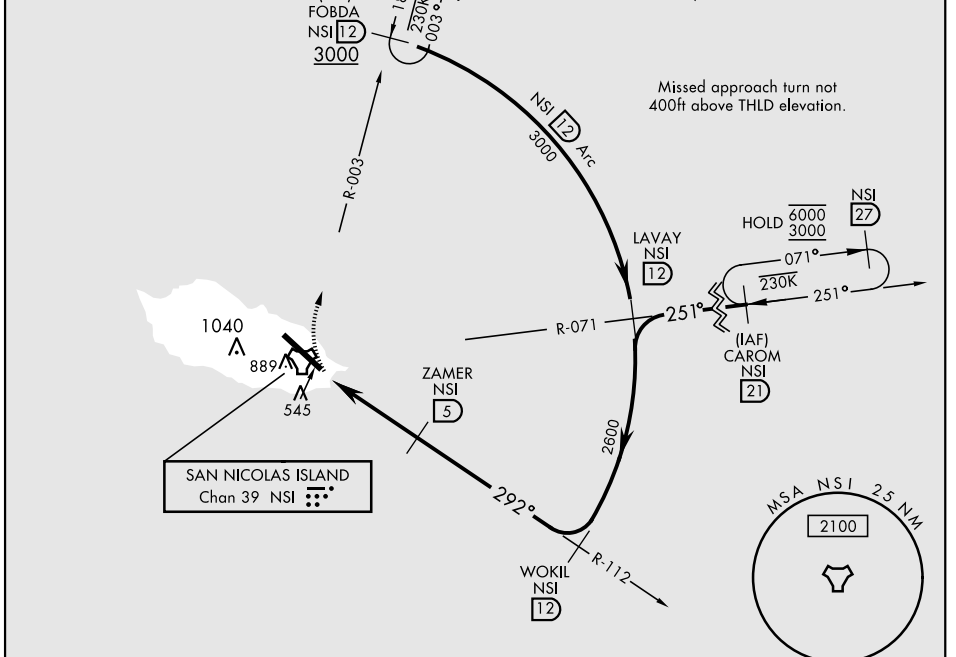 FOBDA
NSI 12
3000
230K
003°
NSI 12 Arc
3000
Missed approach turn not
400ft above THLD elevation.
R-003
HOLD 6000
3000
NSI
27
071°
230K
251°
LAVAY
NSI
12
251°
R-071
(IAF)
CAROM
NSI
21
1040
889
545
ZAMER
NSI
5
2600
SAN NICOLAS ISLAND
Chan 39 NSI
292°
R-112
WOKIL
NSI
12
MSA NSI 25 NM
2100